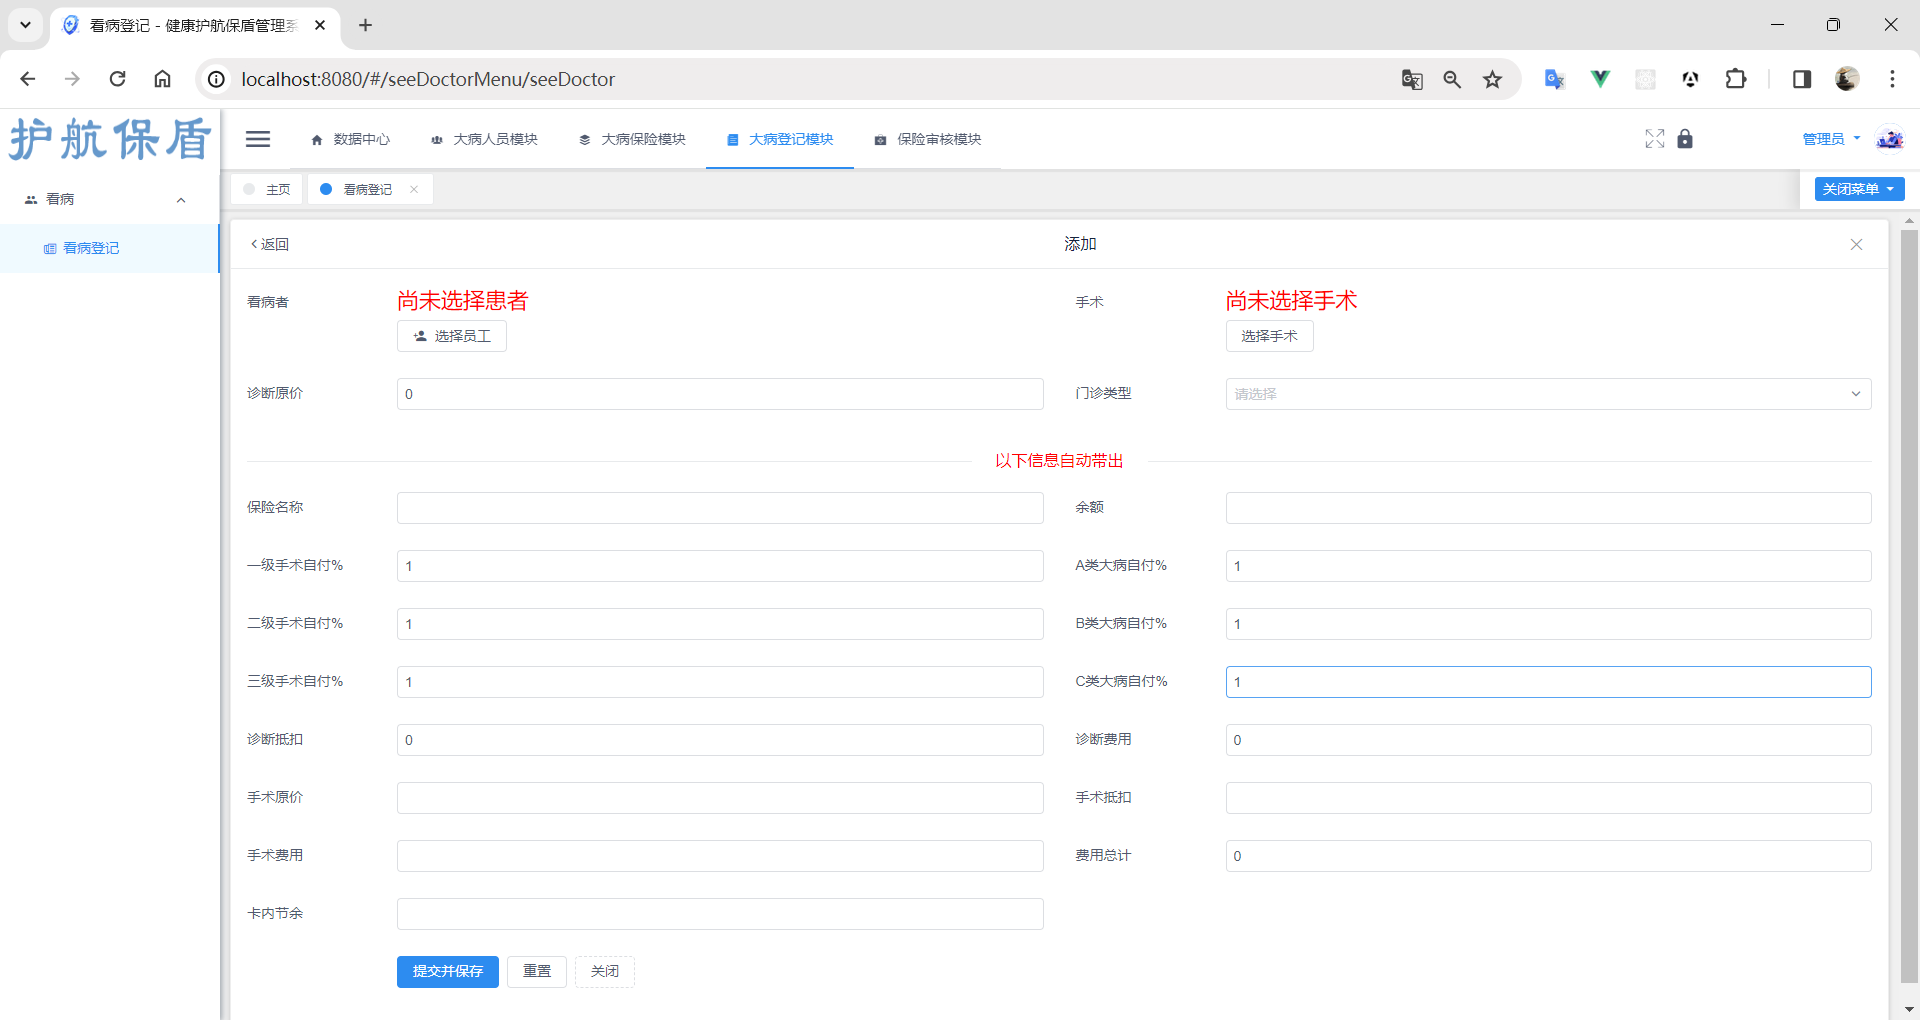 看病登记 - 健康护航保盾管理系
localhost:8080/#/seeDoctorMenu/seeDoctor
护航保盾
数据中心
大病人员模块
大病保险模块
大病登记模块
保险审核模块
管理员
看病
主页
看病登记
关闭菜单
看病登记
返回
添加
看病者
尚未选择患者
手术
尚未选择手术
选择员工
选择手术
诊断原价
0
门诊类型
请选择
以下信息自动带出
保险名称
余额
一级手术自付%
1
A类大病自付%
1
二级手术自付%
1
B类大病自付%
1
三级手术自付%
1
C类大病自付%
1
诊断抵扣
0
诊断费用
0
手术原价
手术抵扣
手术费用
费用总计
0
卡内节余
提交并保存
重置
关闭